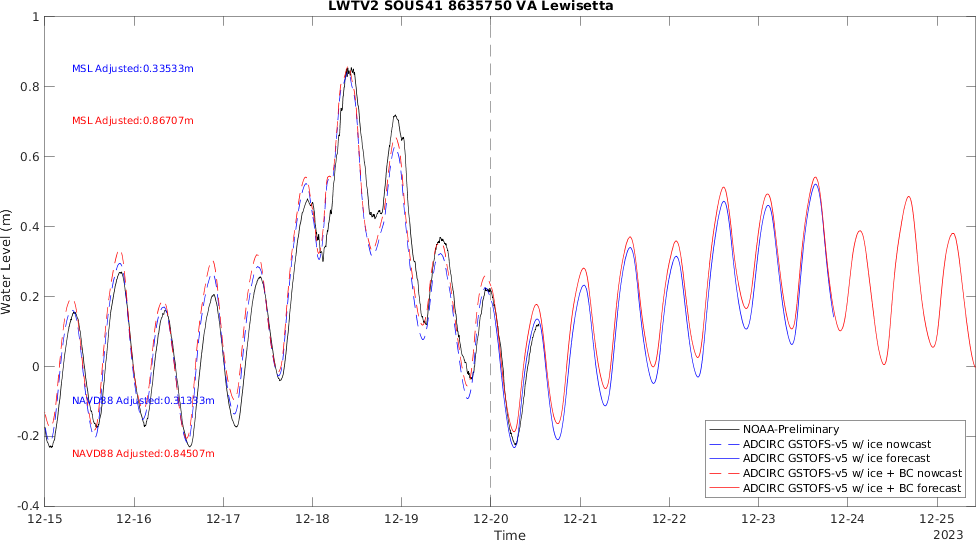 LWTV2 SOUS41 8635750 VA Lewisetta
1
0.8
0.6
0.4
0.2
0
-0.2
-0.4
Water Level (m)
MSL Adjusted:0.33533m
MSL Adjusted:0.86707m
NAVD88 Adjusted:0.31333m
NAVD88 Adjusted:0.84507m
NOAA-Preliminary
ADCIRC GSTOFS-v5 w/ ice nowcast
ADCIRC GSTOFS-v5 w/ ice forecast
ADCIRC GSTOFS-v5 w/ ice + BC nowcast
ADCIRC GSTOFS-v5 w/ ice + BC forecast
12-15 12-16 12-17 12-18 12-19 12-20 12-21 12-22 12-23 12-24 12-25
Time
2023